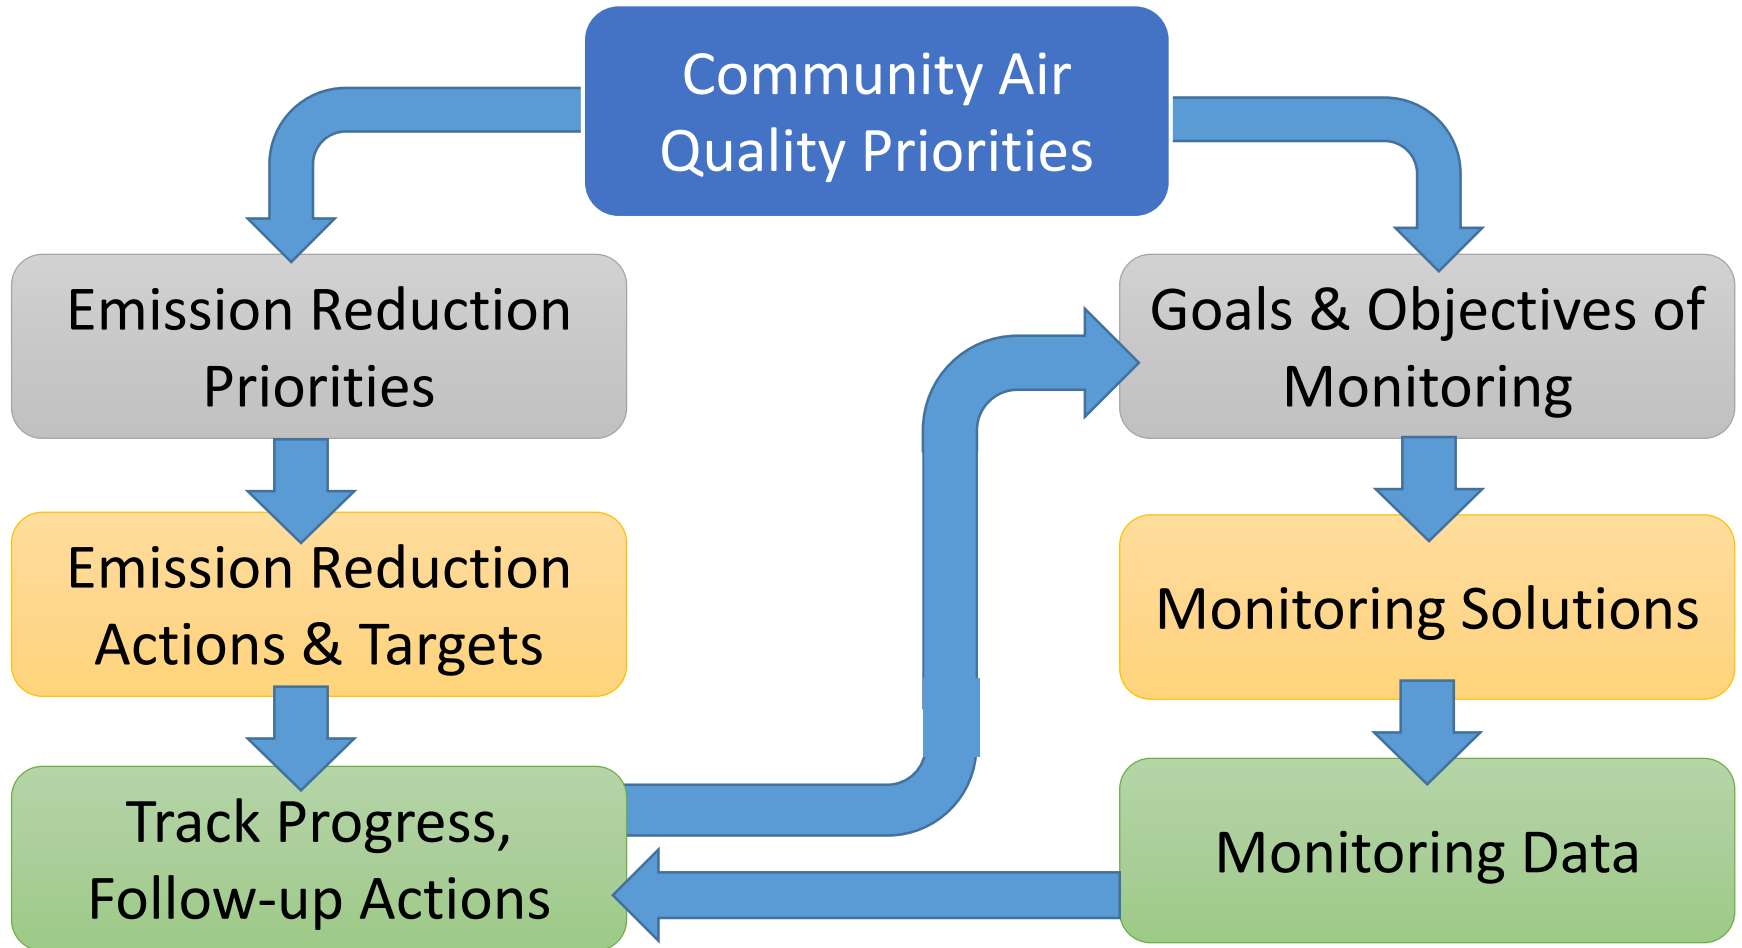 Community Air
Quality Priorities
Emission Reduction
Priorities
Goals & Objectives of
Monitoring
Emission Reduction
Actions & Targets
Monitoring Solutions
Track Progress,
Follow-up Actions
Monitoring Data